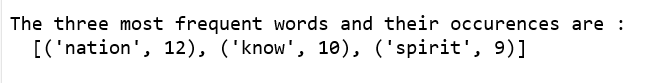 The three most frequent words and their occurences are :
[('nation', 12), ('know', 10), ('spirit', 9)]